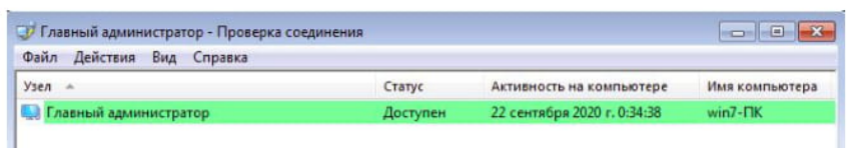 Главный администратор - Проверка соединения
Файл Действия Вид Справка
Узел Статус Активность на компьютере Имя компьютера
Главный администратор Доступен 22 сентября 2020 г. 0:34:38 win7-ПК